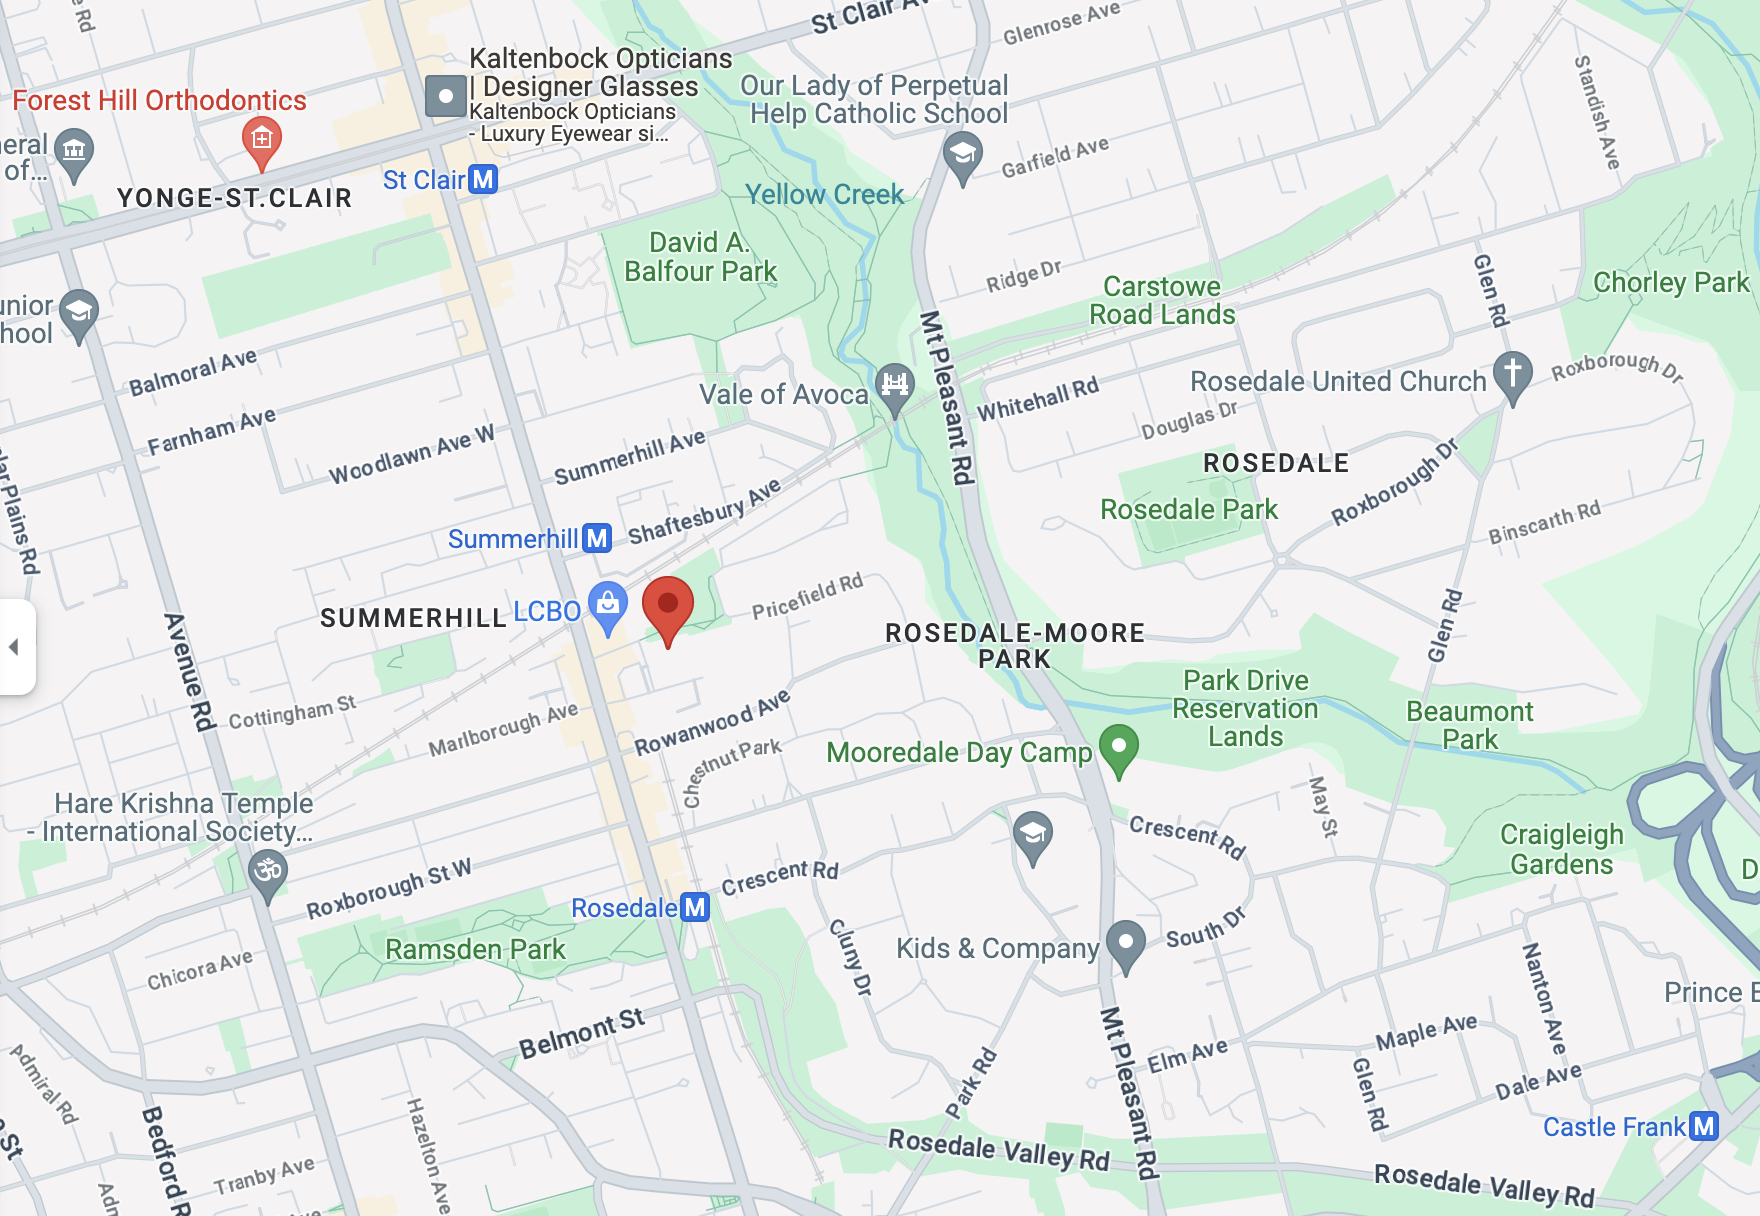 St Clair Av
Glenrose Ave
Kaltenbock Opticians
| Designer Glasses
Kaltenbock Opticians
- Luxury Eyewear si...
Forest Hill Orthodontics
Our Lady of Perpetual
Help Catholic School
Standish Ave
eral
of...
Garfield Ave
St Clair M
YONGE-ST.CLAIR
Yellow Creek
David A.
Balfour Park
Ridge Dr
Glen Rd
Carstowe
Road Lands
Chorley Park
unior
hool
Mt Pleasant Rd
Balmoral Ave
Vale of Avoca
Whitehall Rd
Rosedale United Church
Roxborough Dr
Farnham Ave
Woodlawn Ave W
Summerhill Ave
Douglas Dr
ROSEDALE
Roxborough Dr
lar Plains Rd
Shaftesbury Ave
Rosedale Park
Binscarth Rd
Summerhill M
Pricefield Rd
SUMMERHILL
LCBO
ROSEDALE-MOORE
PARK
Glen Rd
Avenue Rd
Cottingham St
Marlborough Ave
Rowanwood Ave
Park Drive
Reservation
Lands
Beaumont
Park
Chestnut Park
Mooredale Day Camp
May St
Hare Krishna Temple
- International Society...
Crescent Rd
Craigleigh
Gardens
D
Roxborough St W
Crescent Rd
Rosedale M
Ramsden Park
Cluny Dr
Kids & Company
South Dr
Chicora Ave
Nanton Ave
Prince E
Belmont St
Mt Pleasant Rd
Elm Ave
Maple Ave
Admiral Rd
Park Rd
Glen Rd
Dale Ave
Hazelton Ave
Bedford R
Castle Frank M
St
Rosedale Valley Rd
Tranby Ave
Rosedale Valley Rd